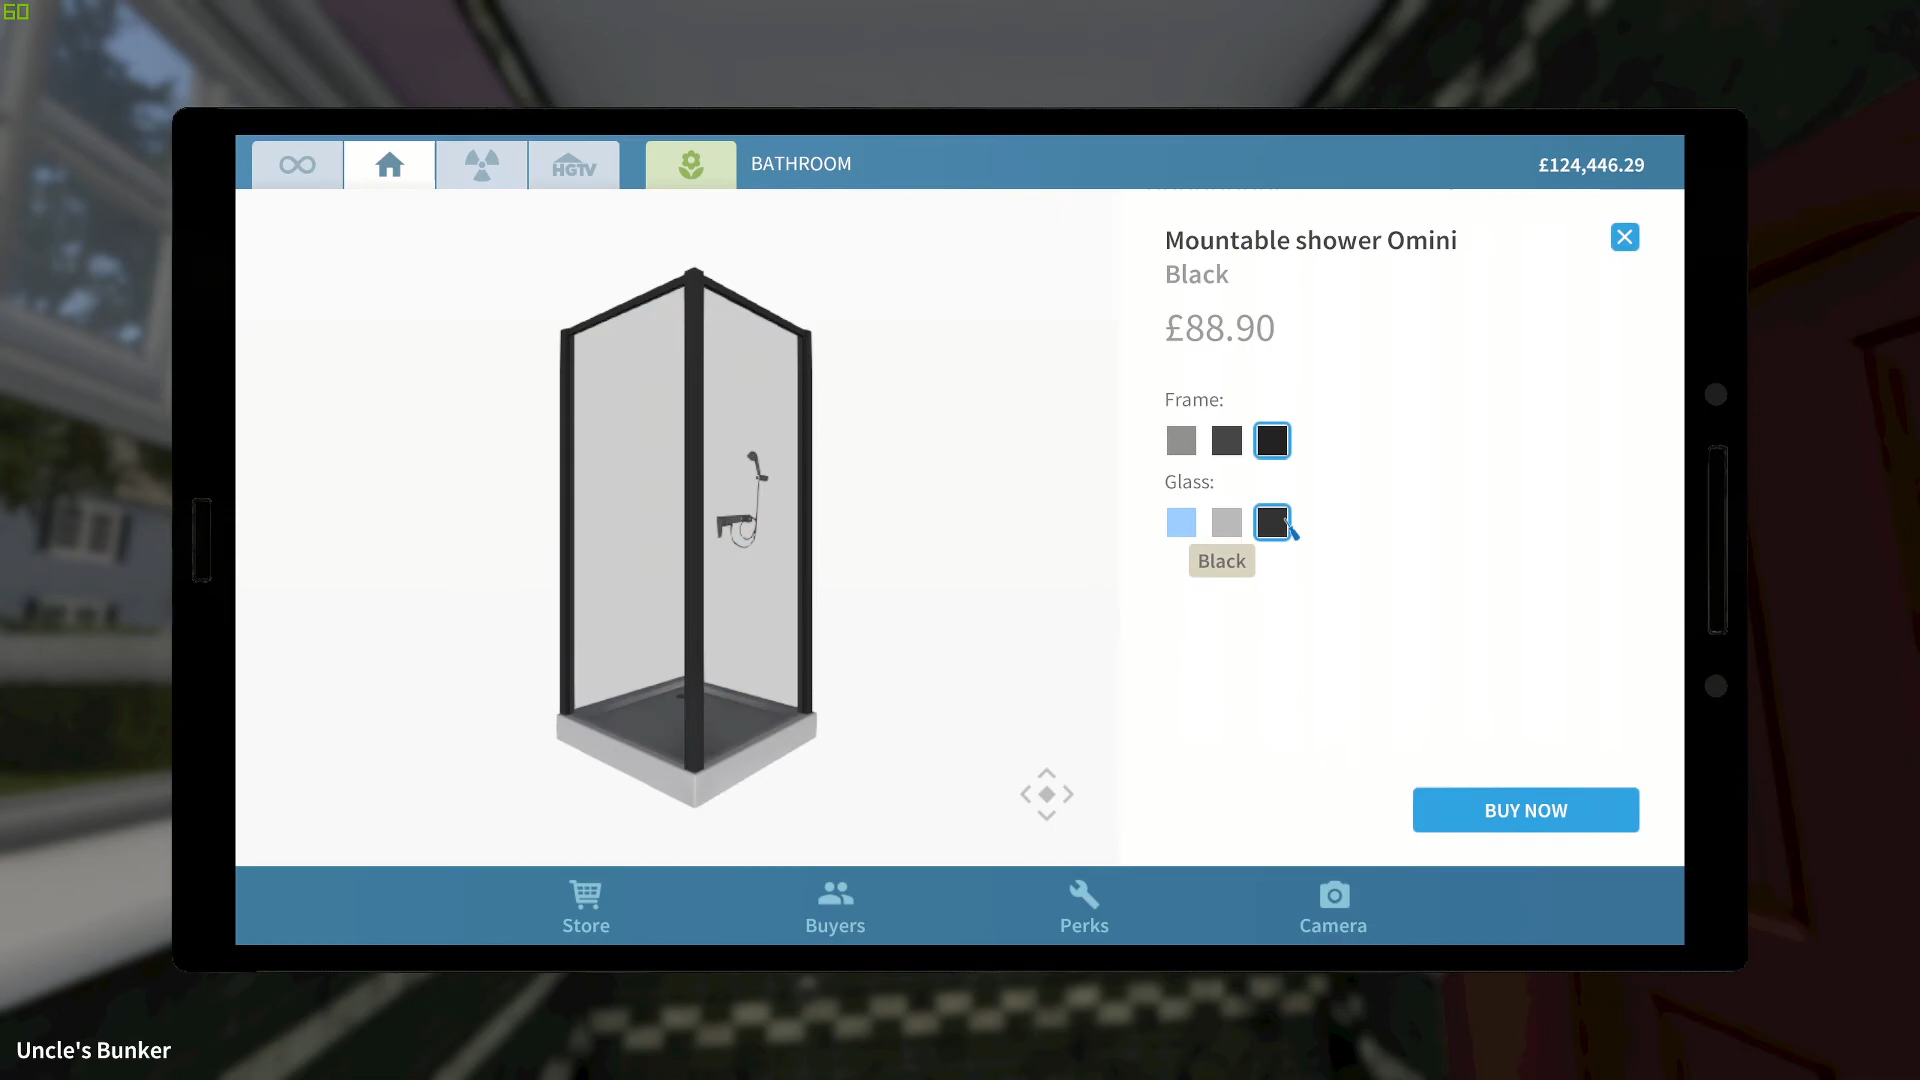 60
HGTV
BATHROOM
£124,446.29
Mountable shower Omini
Black
£88.90
Frame:
Glass:
Black
BUY NOW
Store
Buyers
Perks
Camera
Uncle's Bunker